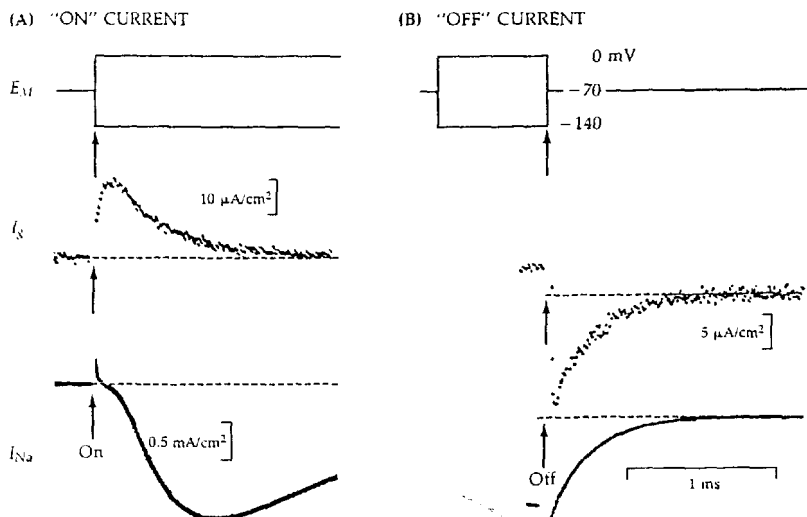 (A) "ON" CURRENT
(B) "OFF" CURRENT
E_M
0 mV
−70
−140
10 μA/cm²
I_g
5 μA/cm²
0.5 mA/cm²
I_Na
On
Off
1 ms